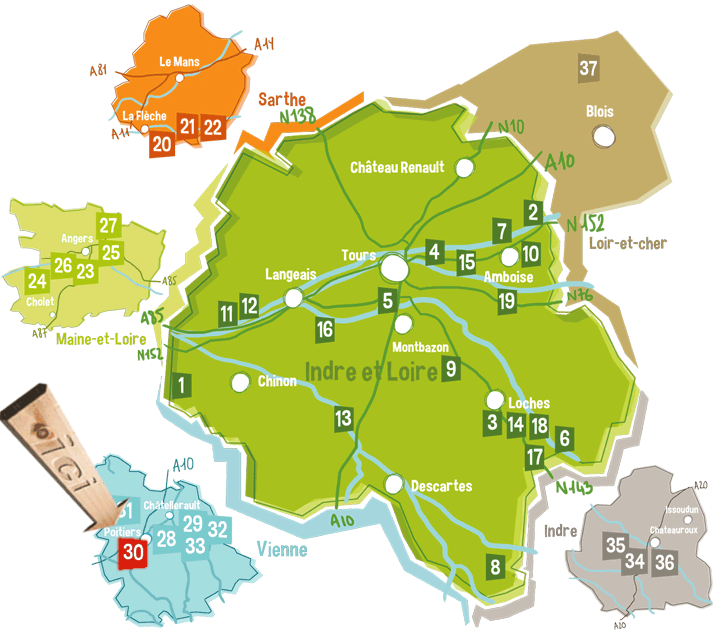 37
Blois
Loir-et-cher
A14
A81
Le Mans
La Flèche
A11
20
21
22
Sarthe
N138
N10
A10
Château Renault
2
7
N152
4
15
10
Tours
Amboise
Langeais
5
19
N76
11
12
16
Montbazon
Indre et Loire
9
1
Chinon
13
Loches
3
14
18
6
17
N143
Descartes
A10
8
27
Angers
25
26
23
24
Cholet
A85
A87
Maine-et-Loire
A85
N152
ici
A10
31
Châtellerault
Poitiers
30
28
29
32
33
Vienne
Indre
A20
Issoudun
Chateauroux
35
34
36
A20